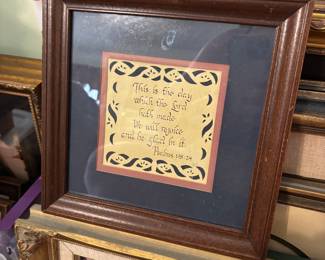 This is the day
which the Lord
hath made
We will rejoice
and be glad in it.
Psalms 118:24